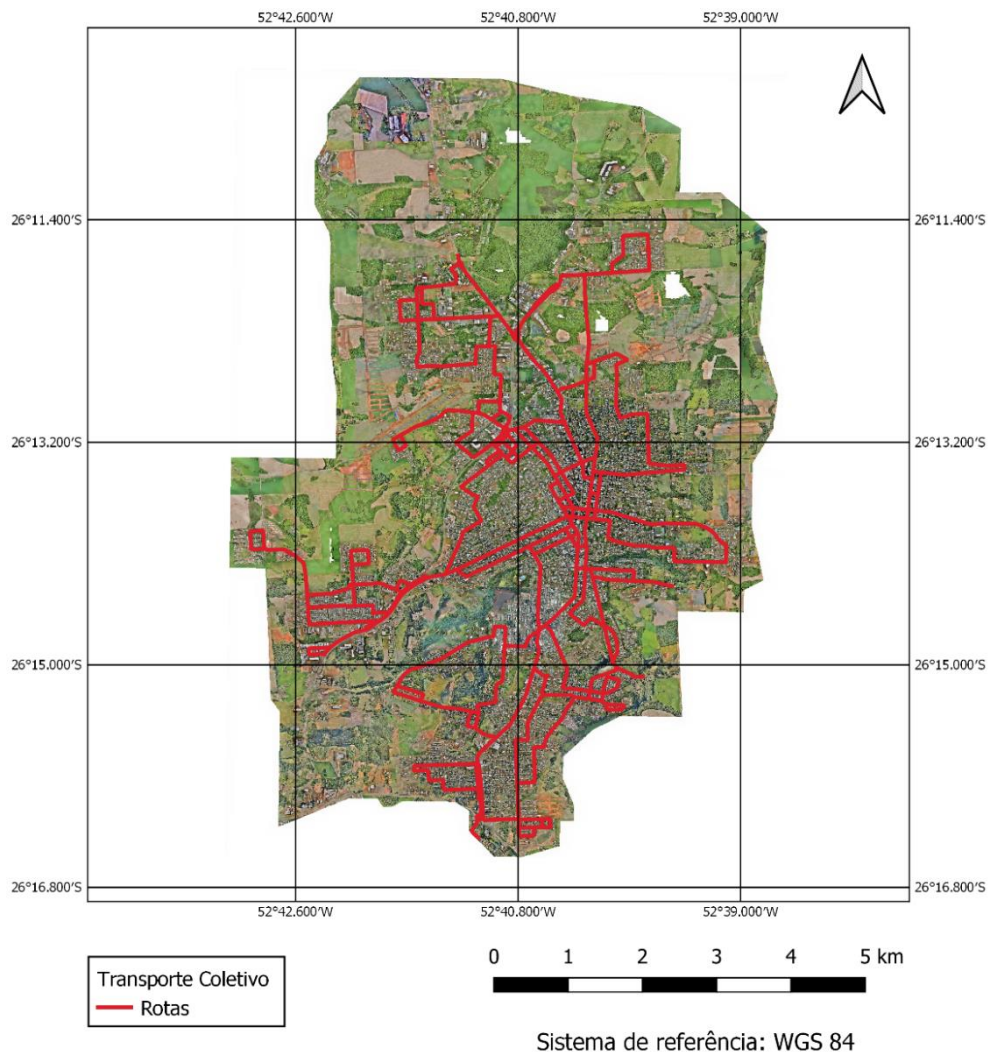 52°42.600'W 52°40.800'W 52°39.000'W
26°11.400'S 26°11.400'S
26°13.200'S 26°13.200'S
26°15.000'S 26°15.000'S
26°16.800'S 26°16.800'S
52°42.600'W 52°40.800'W 52°39.000'W
Transporte Coletivo
Rotas
0 1 2 3 4 5 km
Sistema de referência: WGS 84